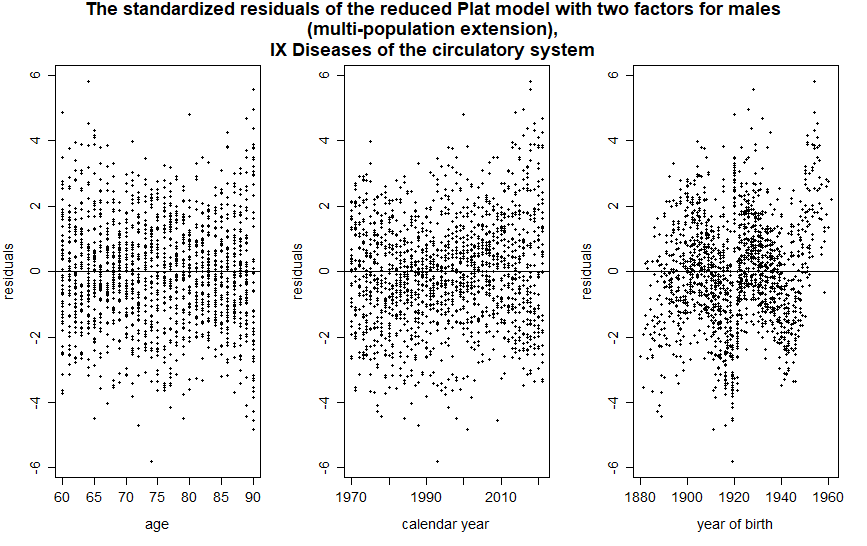 The standardized residuals of the reduced Plat model with two factors for males
(multi-population extension),
IX Diseases of the circulatory system
residuals
6
4
2
0
-2
-4
-6
60 65 70 75 80 85 90
age
residuals
6
4
2
0
-2
-4
-6
1970 1990 2010
calendar year
residuals
6
4
2
0
-2
-4
-6
1880 1900 1920 1940 1960
year of birth